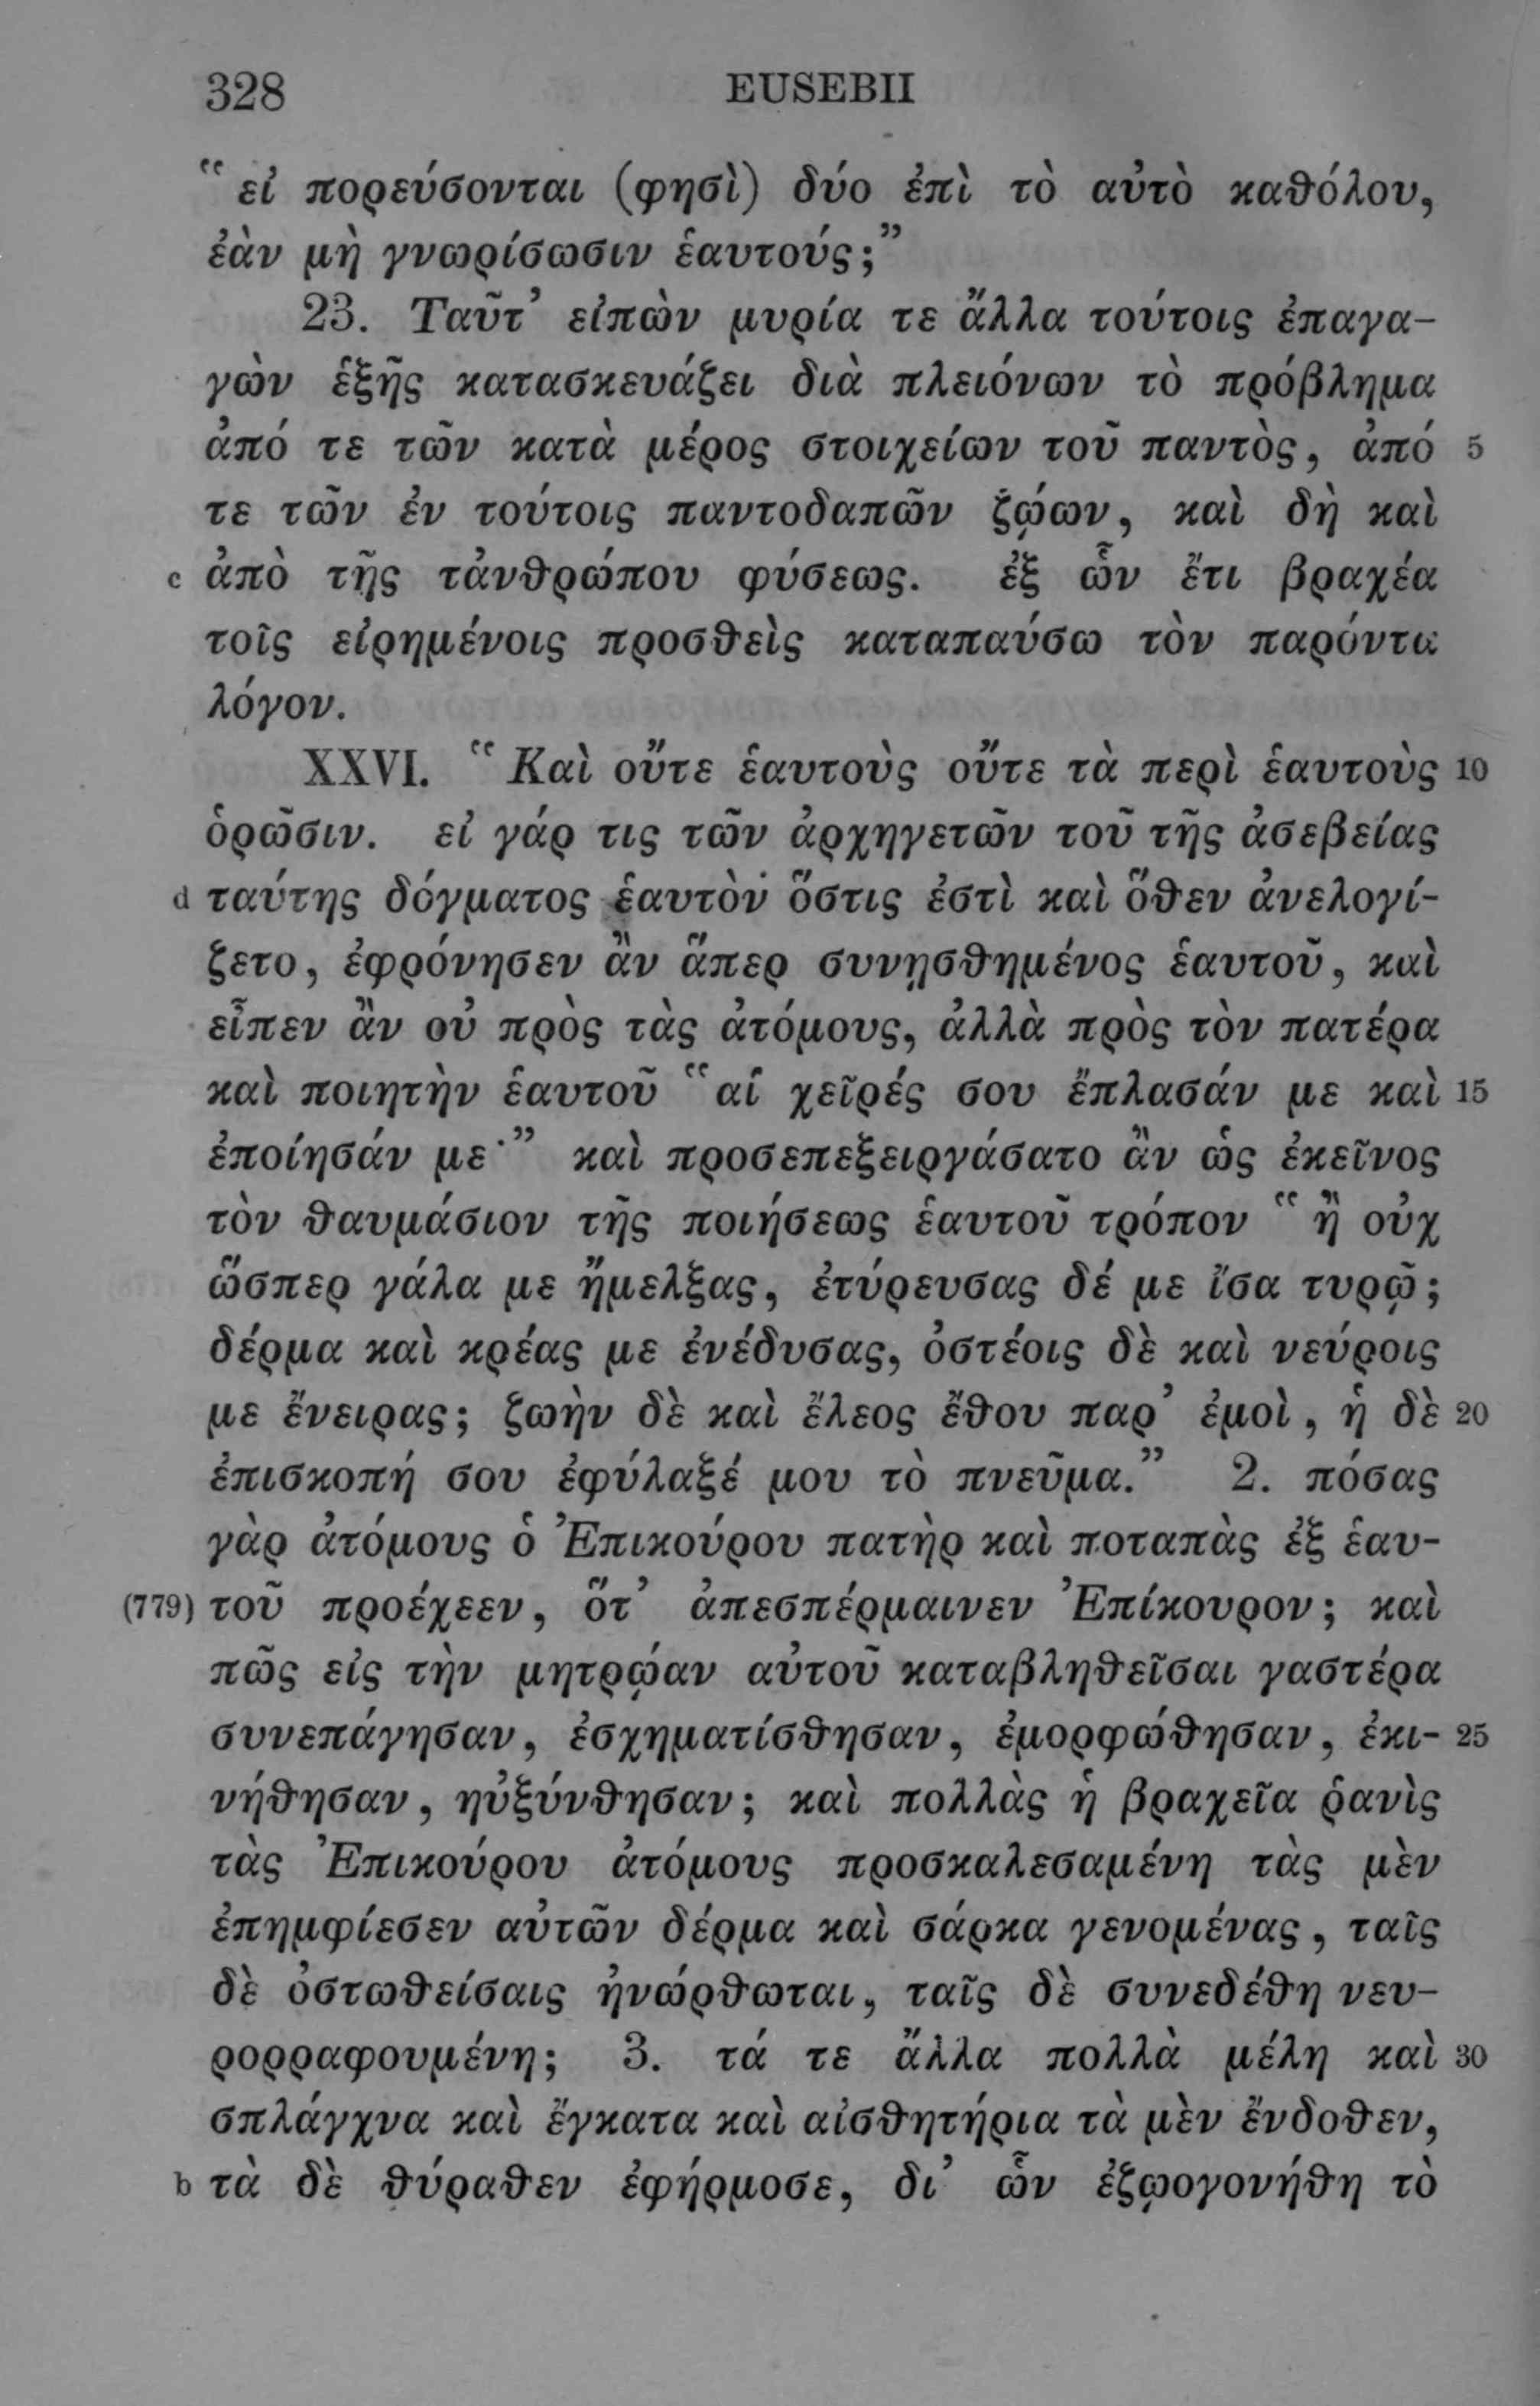 328 EUSEBII
“ εἰ πορεύσονται (φησὶ) δύο ἐπὶ τὸ αὐτὸ καθόλου,
ἐὰν μὴ γνωρίσωσιν ἑαυτούς;”
23. Ταῦτ’ εἰπὼν μυρία τε ἄλλα τούτοις ἐπαγα-
γὼν ἑξῆς κατασκευάζει διὰ πλειόνων τὸ πρόβλημα
ἀπό τε τῶν κατὰ μέρος στοιχείων τοῦ παντὸς, ἀπό 5
τε τῶν ἐν τούτοις παντοδαπῶν ζῴων, καὶ δὴ καὶ
c ἀπὸ τῆς τἀνθρώπου φύσεως. ἐξ ὧν ἔτι βραχέα
τοῖς εἰρημένοις προσθεὶς καταπαύσω τὸν παρόντα
λόγον.
XXVI. “ Καὶ οὔτε ἑαυτοὺς οὔτε τὰ περὶ ἑαυτοὺς 10
ὁρῶσιν. εἰ γάρ τις τῶν ἀρχηγετῶν τοῦ τῆς ἀσεβείας
d ταύτης δόγματος ἑαυτὸν ὅστις ἐστὶ καὶ ὅθεν ἀνελογί-
ζετο, ἐφρόνησεν ἂν ἅπερ συνῃσθημένος ἑαυτοῦ, καὶ
εἶπεν ἂν οὐ πρὸς τὰς ἀτόμους, ἀλλὰ πρὸς τὸν πατέρα
καὶ ποιητὴν ἑαυτοῦ “αἱ χεῖρές σου ἔπλασάν με καὶ 15
ἐποίησάν με·” καὶ προσεπεξειργάσατο ἂν ὡς ἐκεῖνος
τὸν θαυμάσιον τῆς ποιήσεως ἑαυτοῦ τρόπον “ ἢ οὐχ
ὥσπερ γάλα με ἤμελξας, ἐτύρευσας δέ με ἴσα τυρῷ;
δέρμα καὶ κρέας με ἐνέδυσας, ὀστέοις δὲ καὶ νεύροις
με ἔνειρας; ζωὴν δὲ καὶ ἔλεος ἔθου παρ’ ἐμοὶ, ἡ δὲ 20
ἐπισκοπή σου ἐφύλαξέ μου τὸ πνεῦμα.” 2. πόσας
γὰρ ἀτόμους ὁ Ἐπικούρου πατὴρ καὶ ποταπὰς ἐξ ἑαυ-
(779) τοῦ προέχεεν, ὅτ’ ἀπεσπέρμαινεν Ἐπίκουρον; καὶ
πῶς εἰς τὴν μητρῴαν αὐτοῦ καταβληθεῖσαι γαστέρα
συνεπάγησαν, ἐσχηματίσθησαν, ἐμορφώθησαν, ἐκι- 25
νήθησαν, ηὐξύνθησαν; καὶ πολλὰς ἡ βραχεῖα ῥανὶς
τὰς Ἐπικούρου ἀτόμους προσκαλεσαμένη τὰς μὲν
ἐπημφίεσεν αὐτῶν δέρμα καὶ σάρκα γενομένας, ταῖς
δὲ ὀστωθείσαις ἠνώρθωται, ταῖς δὲ συνεδέθη νευ-
ρορραφουμένη; 3. τά τε ἄλλα πολλὰ μέλη καὶ 30
σπλάγχνα καὶ ἔγκατα καὶ αἰσθητήρια τὰ μὲν ἔνδοθεν,
b τὰ δὲ θύραθεν ἐφήρμοσε, δι’ ὧν ἐζῳογονήθη τὸ